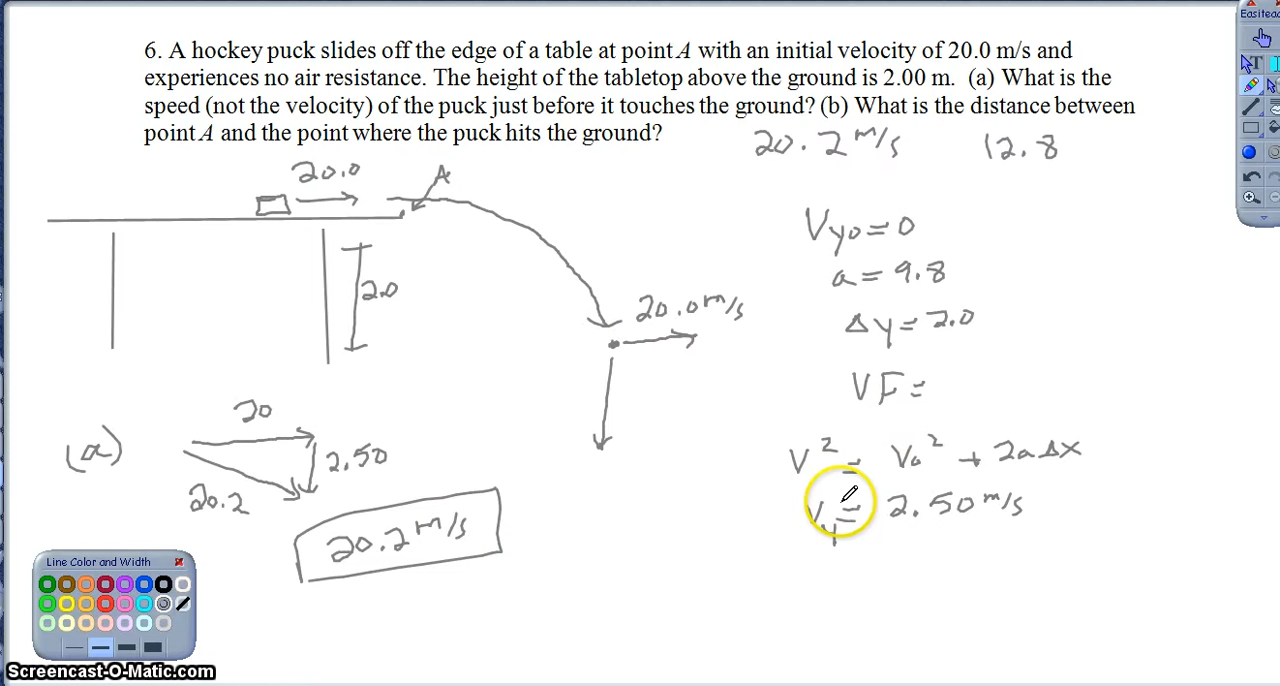 6. A hockey puck slides off the edge of a table at point A with an initial velocity of 20.0 m/s and
experiences no air resistance. The height of the tabletop above the ground is 2.00 m. (a) What is the
speed (not the velocity) of the puck just before it touches the ground? (b) What is the distance between
point A and the point where the puck hits the ground?
20.2 m/s 12.8
20.0 A
Vyo=0
a = 9.8
2.0
20.0 m/s
Δy = 2.0
VF=
(a)
20
2.50
20.2
20.2 m/s
V² = Vo² + 2aΔx
Vy = 2.50 m/s
Line Color and Width
Screencast-O-Matic.com
Easiteach
T